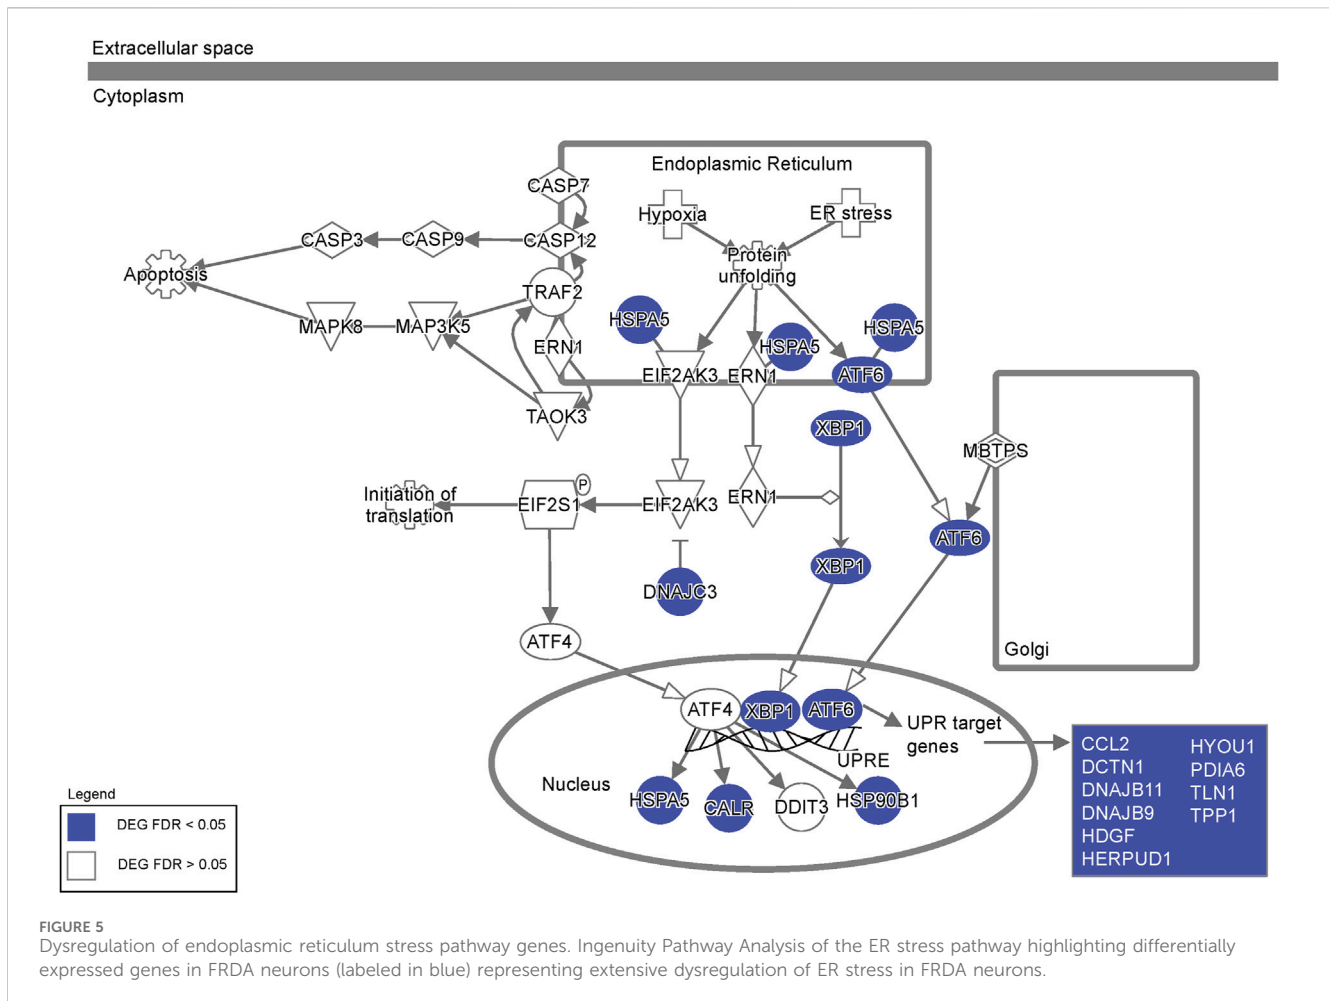 Extracellular space
Cytoplasm
Endoplasmic Reticulum
CASP7
Hypoxia
ER stress
CASP3
CASP9
CASP12
Protein
unfolding
Apoptosis
TRAF2
HSPA5
HSPA5
HSPA5
MAPK8
MAP3K5
ERN1
EIF2AK3
ERN1
ATF6
TAOK3
XBP1
MBTPS
Initiation of
translation
EIF2S1
P
EIF2AK3
ERN1
ATF6
XBP1
DNAJC3
ATF4
Golgi
ATF4
XBP1
ATF6
UPR target
genes
UPRE
Nucleus
HSPA5
CALR
DDIT3
HSP90B1
CCL2
DCTN1
DNAJB11
DNAJB9
HDGF
HERPUD1
HYOU1
PDIA6
TLN1
TPP1
Legend
DEG FDR < 0.05
DEG FDR > 0.05
FIGURE 5
Dysregulation of endoplasmic reticulum stress pathway genes. Ingenuity Pathway Analysis of the ER stress pathway highlighting differentially
expressed genes in FRDA neurons (labeled in blue) representing extensive dysregulation of ER stress in FRDA neurons.